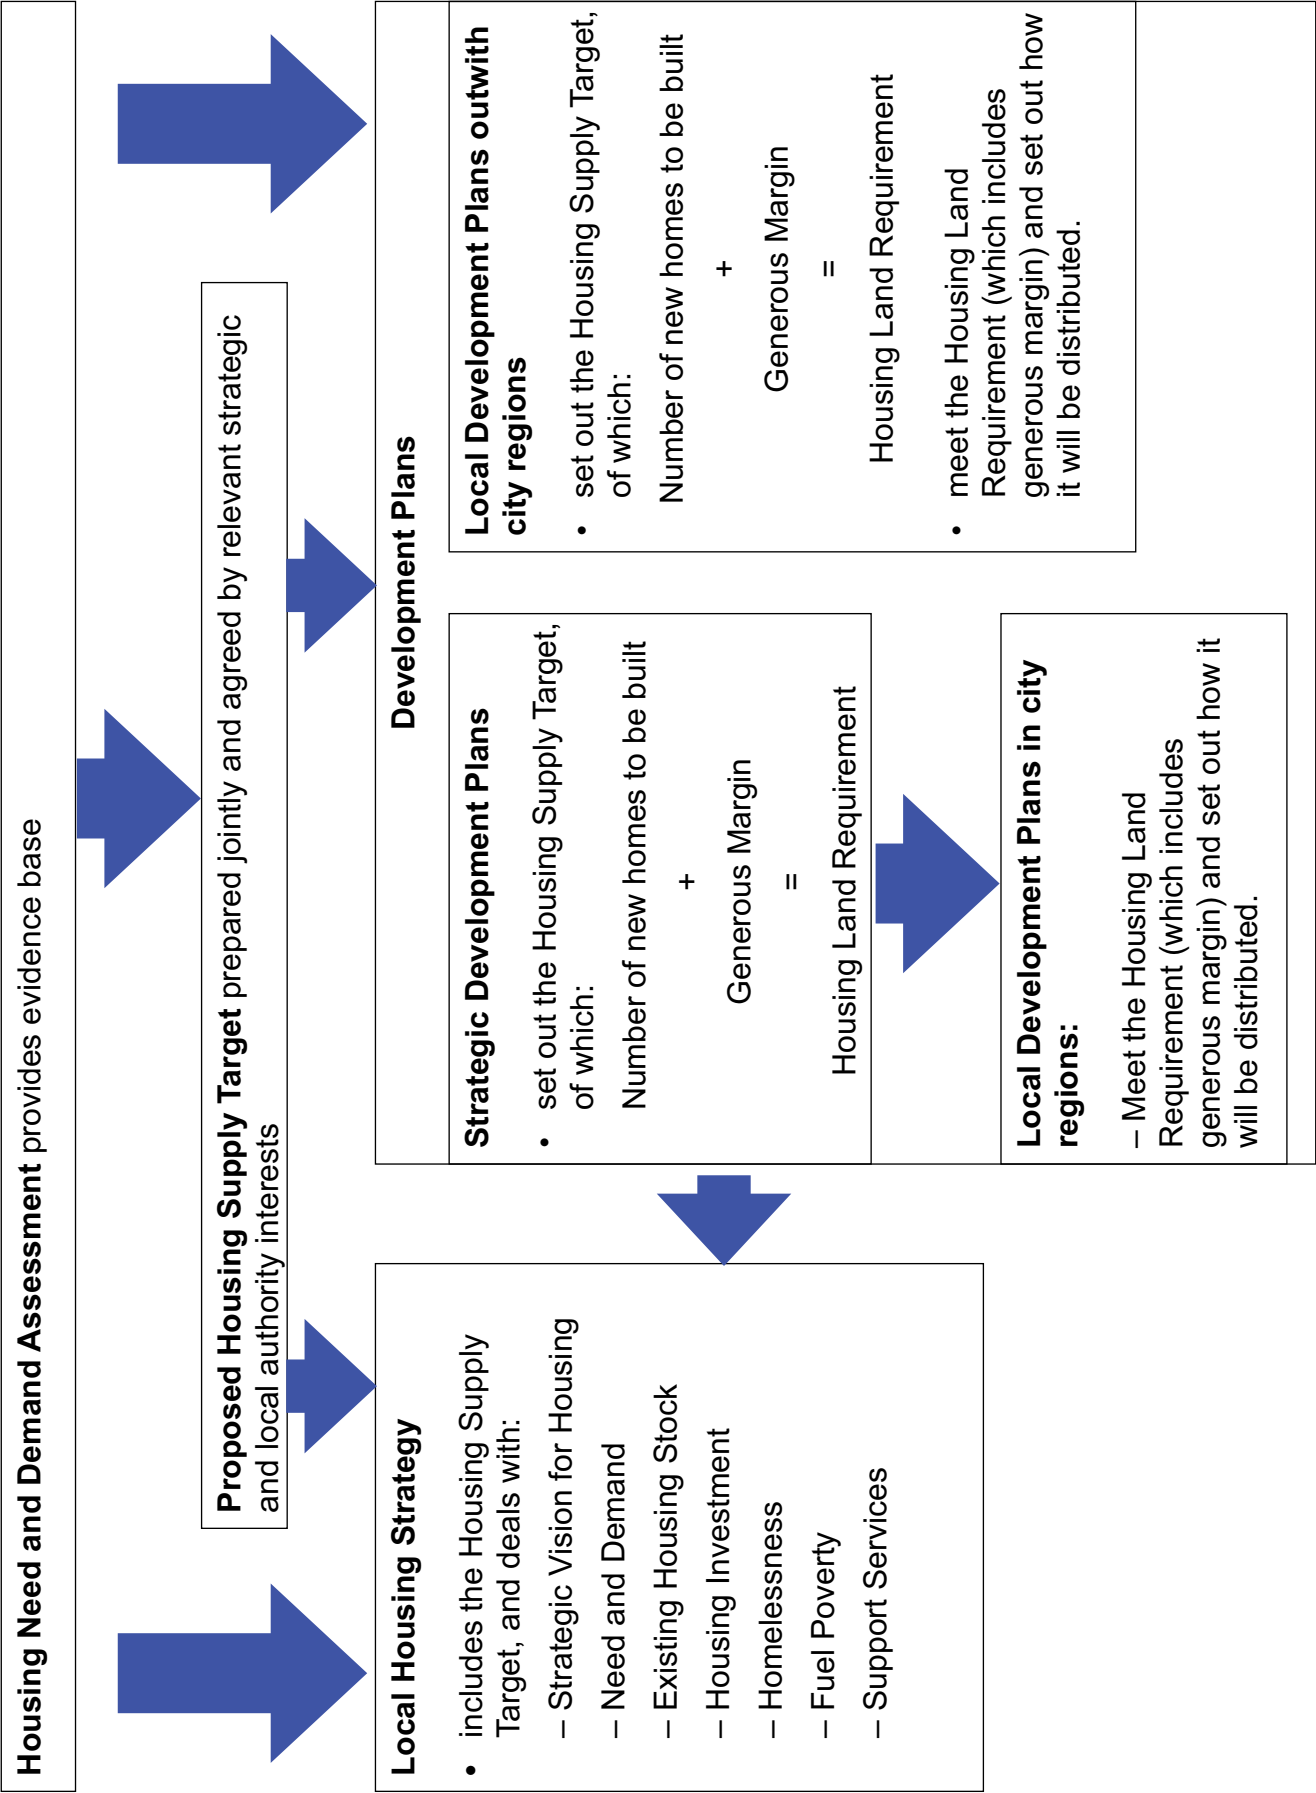 Housing Need and Demand Assessment provides evidence base
Proposed Housing Supply Target prepared jointly and agreed by relevant strategic
and local authority interests
Local Housing Strategy
• includes the Housing Supply
Target, and deals with:
– Strategic Vision for Housing
– Need and Demand
– Existing Housing Stock
– Housing Investment
– Homelessness
– Fuel Poverty
– Support Services
Development Plans
Strategic Development Plans
• set out the Housing Supply Target,
of which:
Number of new homes to be built
+
Generous Margin
=
Housing Land Requirement
Local Development Plans in city
regions:
– Meet the Housing Land
Requirement (which includes
generous margin) and set out how it
will be distributed.
Local Development Plans outwith
city regions
• set out the Housing Supply Target,
of which:
Number of new homes to be built
+
Generous Margin
=
Housing Land Requirement
• meet the Housing Land
Requirement (which includes
generous margin) and set out how
it will be distributed.